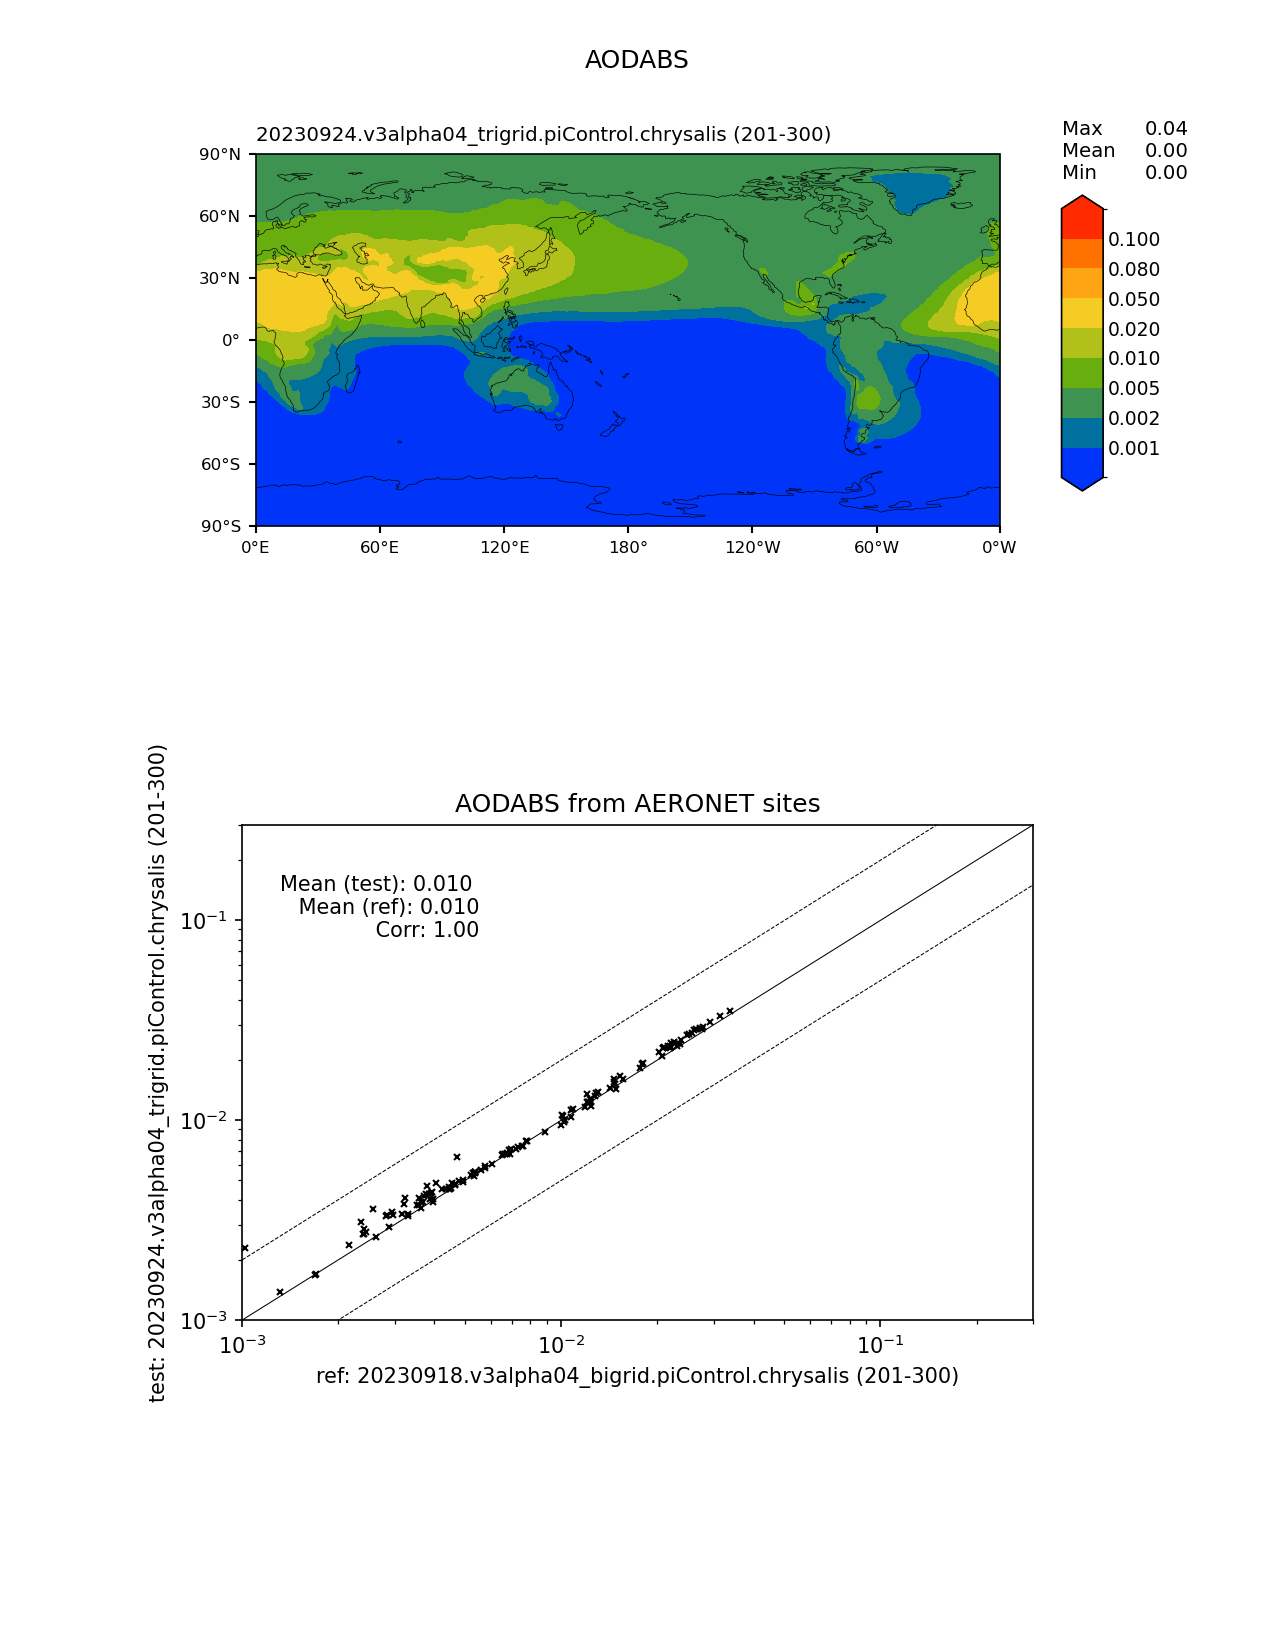 AODABS
20230924.v3alpha04_trigrid.piControl.chrysalis (201-300)
Max 0.04
Mean 0.00
Min 0.00
90°N
60°N
30°N
0°
30°S
60°S
90°S
0°E 60°E 120°E 180° 120°W 60°W 0°W
0.100
0.080
0.050
0.020
0.010
0.005
0.002
0.001
AODABS from AERONET sites
Mean (test): 0.010
Mean (ref): 0.010
Corr: 1.00
test: 20230924.v3alpha04_trigrid.piControl.chrysalis (201-300)
10⁻¹
10⁻²
10⁻³
10⁻³ 10⁻² 10⁻¹
ref: 20230918.v3alpha04_bigrid.piControl.chrysalis (201-300)